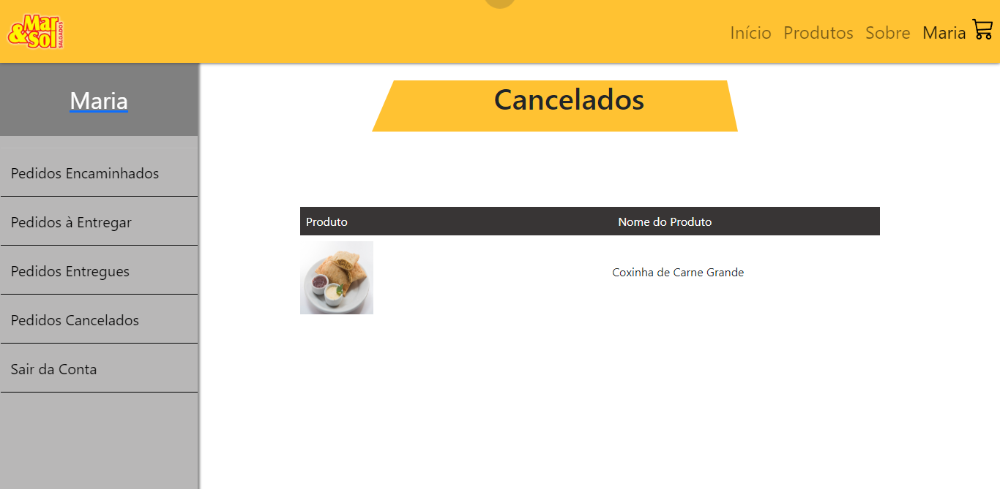 Mar
&Sol
SALGADOS
Início Produtos Sobre Maria
Maria
Pedidos Encaminhados
Pedidos à Entregar
Pedidos Entregues
Pedidos Cancelados
Sair da Conta
Cancelados
Produto Nome do Produto
Coxinha de Carne Grande